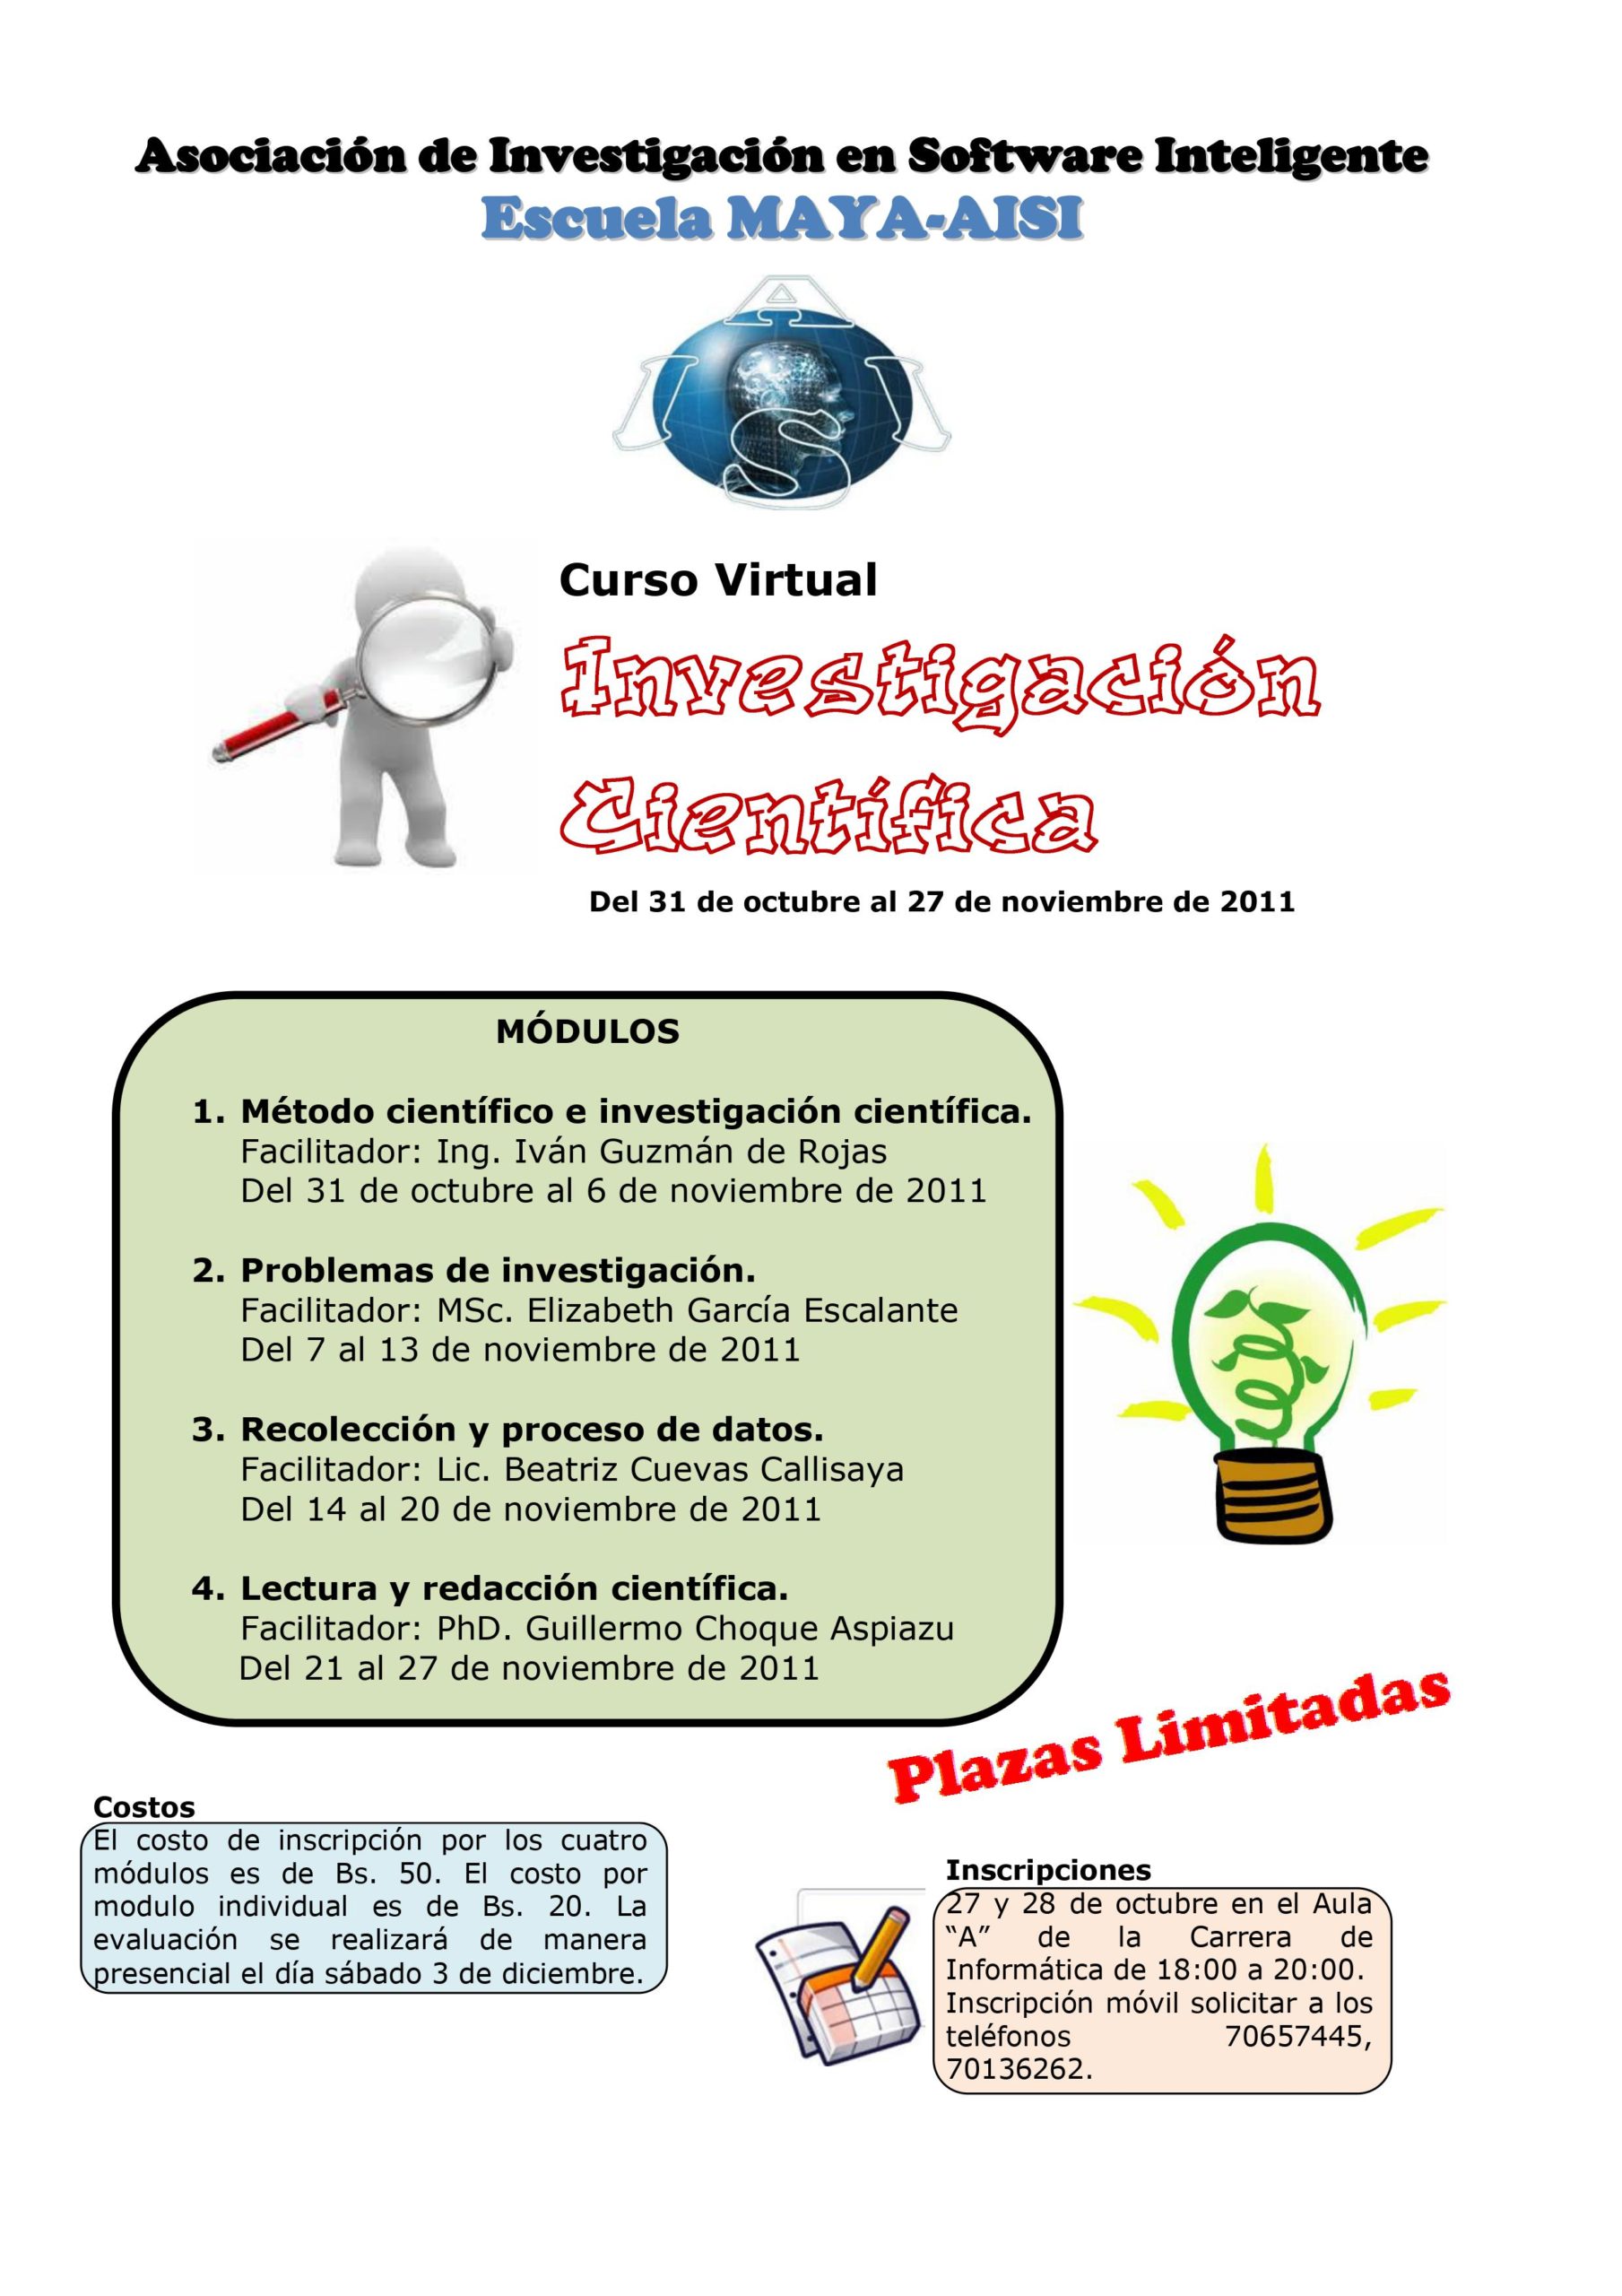 Asociación de Investigación en Software Inteligente
Escuela MAYA-AISI
A
I S I
Curso Virtual
Investigación
Científica
Del 31 de octubre al 27 de noviembre de 2011
MÓDULOS
1. Método científico e investigación científica.
Facilitador: Ing. Iván Guzmán de Rojas
Del 31 de octubre al 6 de noviembre de 2011
2. Problemas de investigación.
Facilitador: MSc. Elizabeth García Escalante
Del 7 al 13 de noviembre de 2011
3. Recolección y proceso de datos.
Facilitador: Lic. Beatriz Cuevas Callisaya
Del 14 al 20 de noviembre de 2011
4. Lectura y redacción científica.
Facilitador: PhD. Guillermo Choque Aspiazu
Del 21 al 27 de noviembre de 2011
Plazas Limitadas
Costos
El costo de inscripción por los cuatro
módulos es de Bs. 50. El costo por
modulo individual es de Bs. 20. La
evaluación se realizará de manera
presencial el día sábado 3 de diciembre.
Inscripciones
27 y 28 de octubre en el Aula
“A” de la Carrera de
Informática de 18:00 a 20:00.
Inscripción móvil solicitar a los
teléfonos 70657445,
70136262.